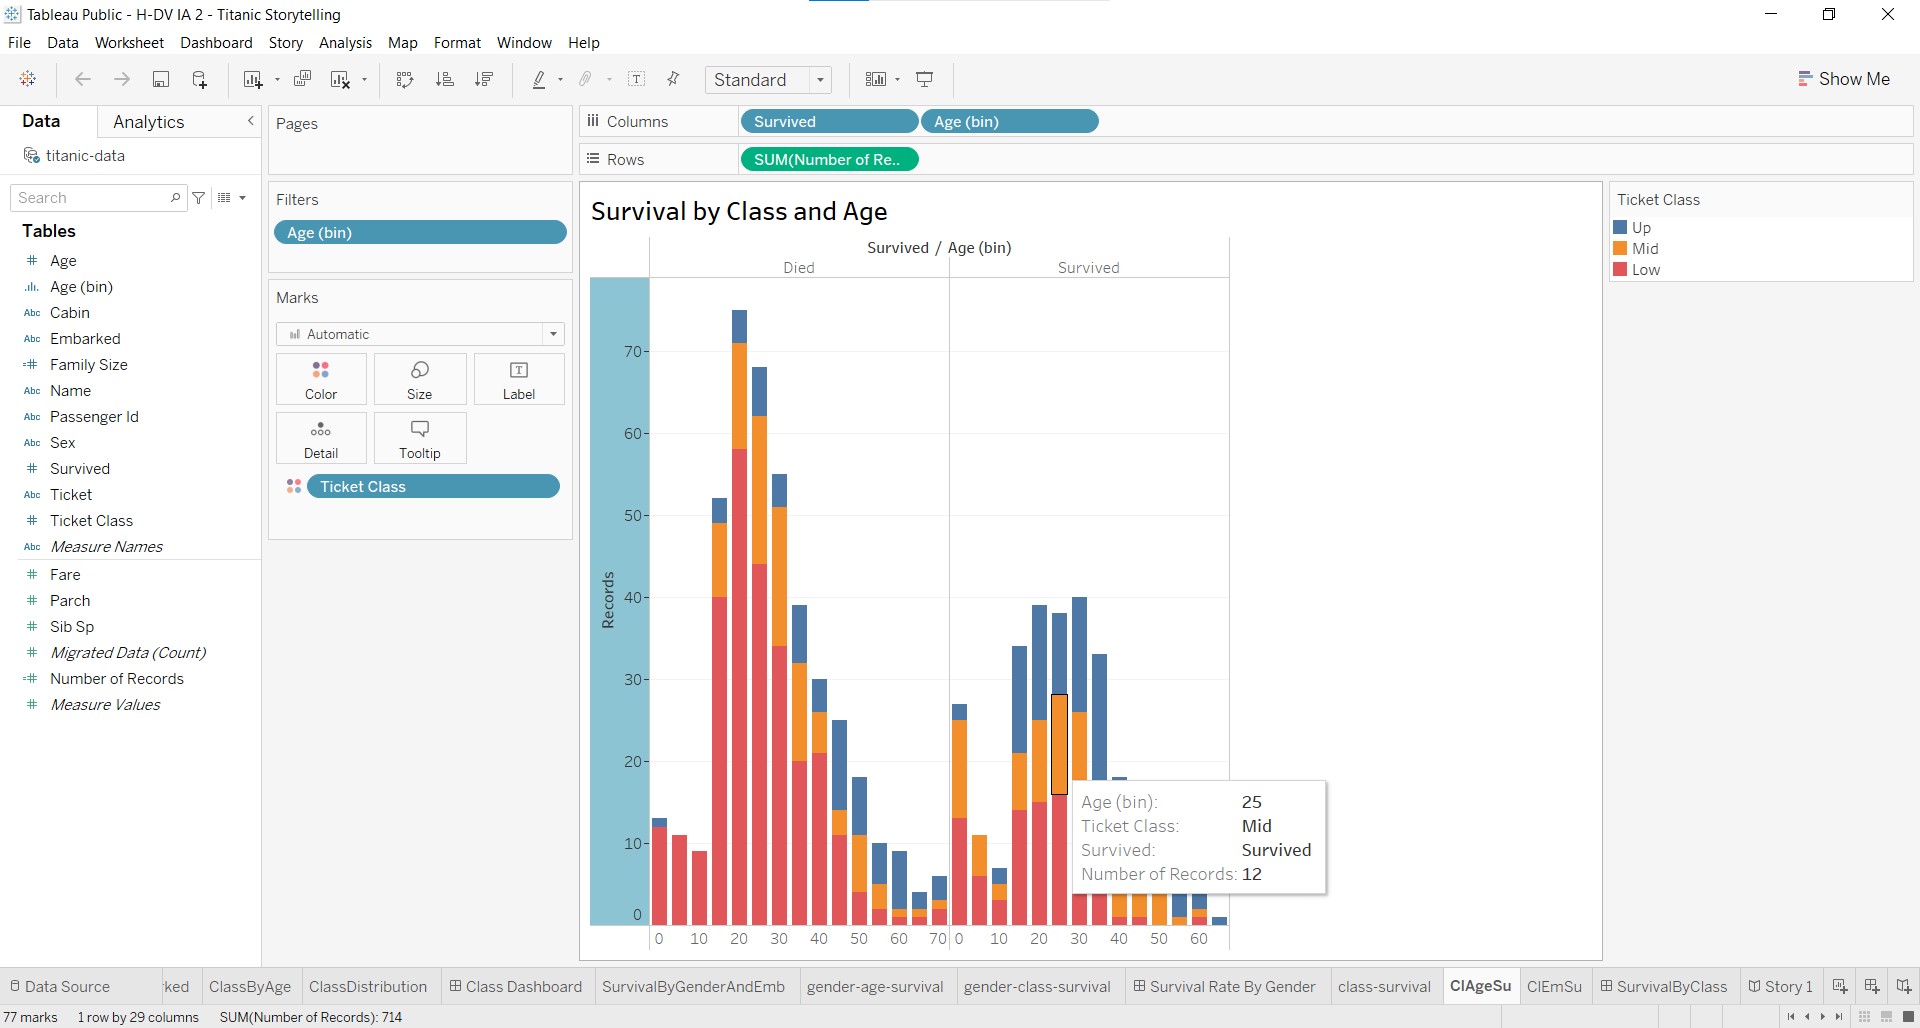 Tableau Public - H-DV IA 2 - Titanic Storytelling
File Data Worksheet Dashboard Story Analysis Map Format Window Help
Standard
Show Me
Data Analytics
titanic-data
Search
Tables
Age
Age (bin)
Abc Cabin
Abc Embarked
Family Size
Abc Name
Abc Passenger Id
Abc Sex
Survived
Abc Ticket
Ticket Class
Abc Measure Names
Fare
Parch
Sib Sp
Migrated Data (Count)
Number of Records
Measure Values
Pages
Filters
Age (bin)
Marks
Automatic
Color Size Label
Detail Tooltip
Ticket Class
Columns Survived Age (bin)
Rows SUM(Number of Re..
Survival by Class and Age
Survived / Age (bin)
Died Survived
Records
70
60
50
40
30
20
10
0
0 10 20 30 40 50 60 70 0 10 20 30 40 50 60
Age (bin): 25
Ticket Class: Mid
Survived: Survived
Number of Records: 12
Ticket Class
Up
Mid
Low
Data Source ked ClassByAge ClassDistribution Class Dashboard SurvivalByGenderAndEmb gender-age-survival gender-class-survival Survival Rate By Gender class-survival ClAgeSu ClEmSu SurvivalByClass Story 1
77 marks 1 row by 29 columns SUM(Number of Records): 714